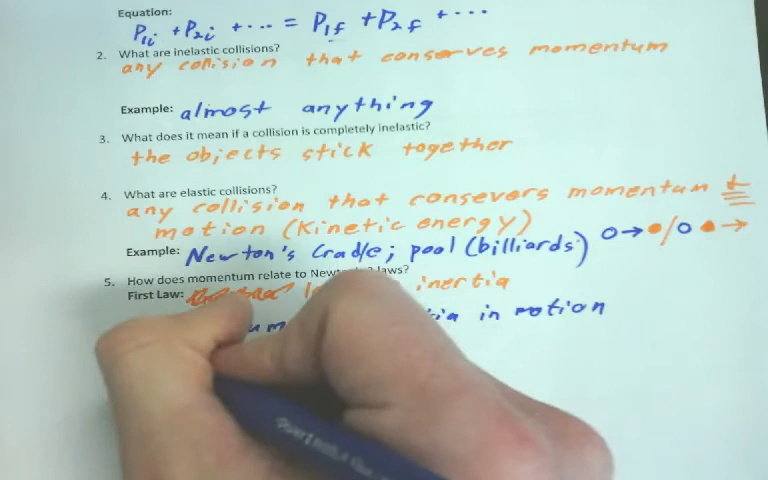 Equation:
P1i + P2i + ... = P1f + P2f + ...
2. What are inelastic collisions?
any collision that conserves momentum
Example: almost anything
3. What does it mean if a collision is completely inelastic?
the objects stick together
4. What are elastic collisions?
any collision that consevers momentum +
motion (Kinetic energy)
Example: Newton's Cradle; pool (billiards)
5. How does momentum relate to laws?
First Law: inertia
in motion